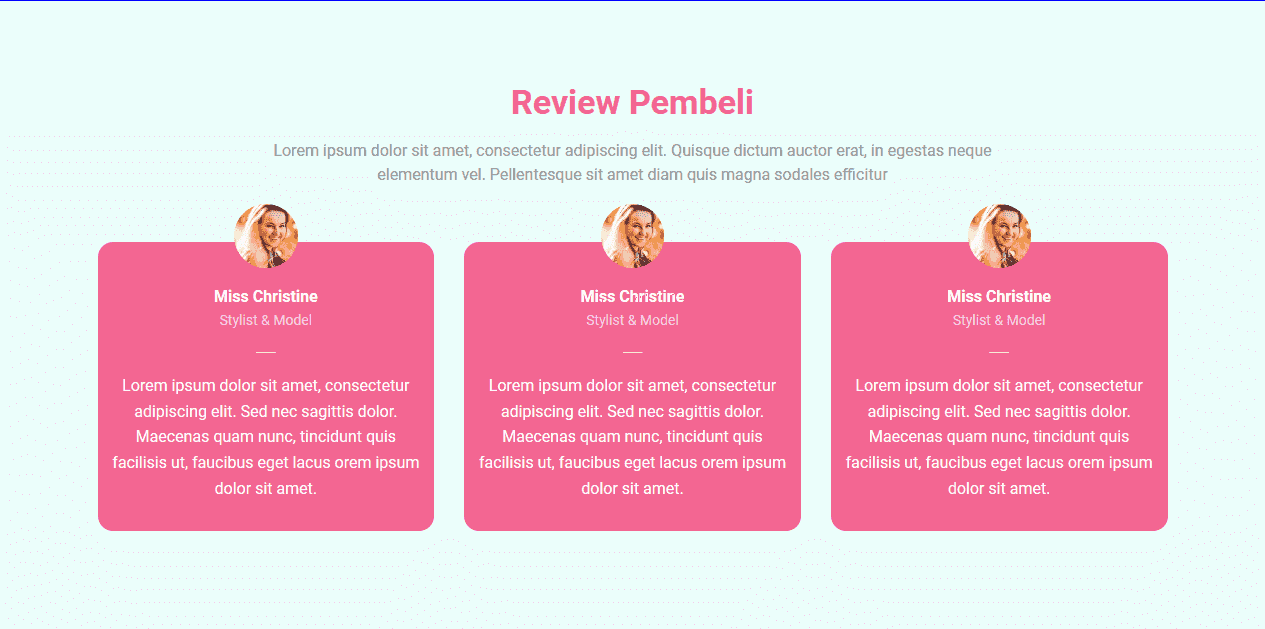 Review Pembeli
Lorem ipsum dolor sit amet, consectetur adipiscing elit. Quisque dictum auctor erat, in egestas neque
elementum vel. Pellentesque sit amet diam quis magna sodales efficitur
Miss Christine
Stylist & Model
Lorem ipsum dolor sit amet, consectetur
adipiscing elit. Sed nec sagittis dolor.
Maecenas quam nunc, tincidunt quis
facilisis ut, faucibus eget lacus orem ipsum
dolor sit amet.
Miss Christine
Stylist & Model
Lorem ipsum dolor sit amet, consectetur
adipiscing elit. Sed nec sagittis dolor.
Maecenas quam nunc, tincidunt quis
facilisis ut, faucibus eget lacus orem ipsum
dolor sit amet.
Miss Christine
Stylist & Model
Lorem ipsum dolor sit amet, consectetur
adipiscing elit. Sed nec sagittis dolor.
Maecenas quam nunc, tincidunt quis
facilisis ut, faucibus eget lacus orem ipsum
dolor sit amet.